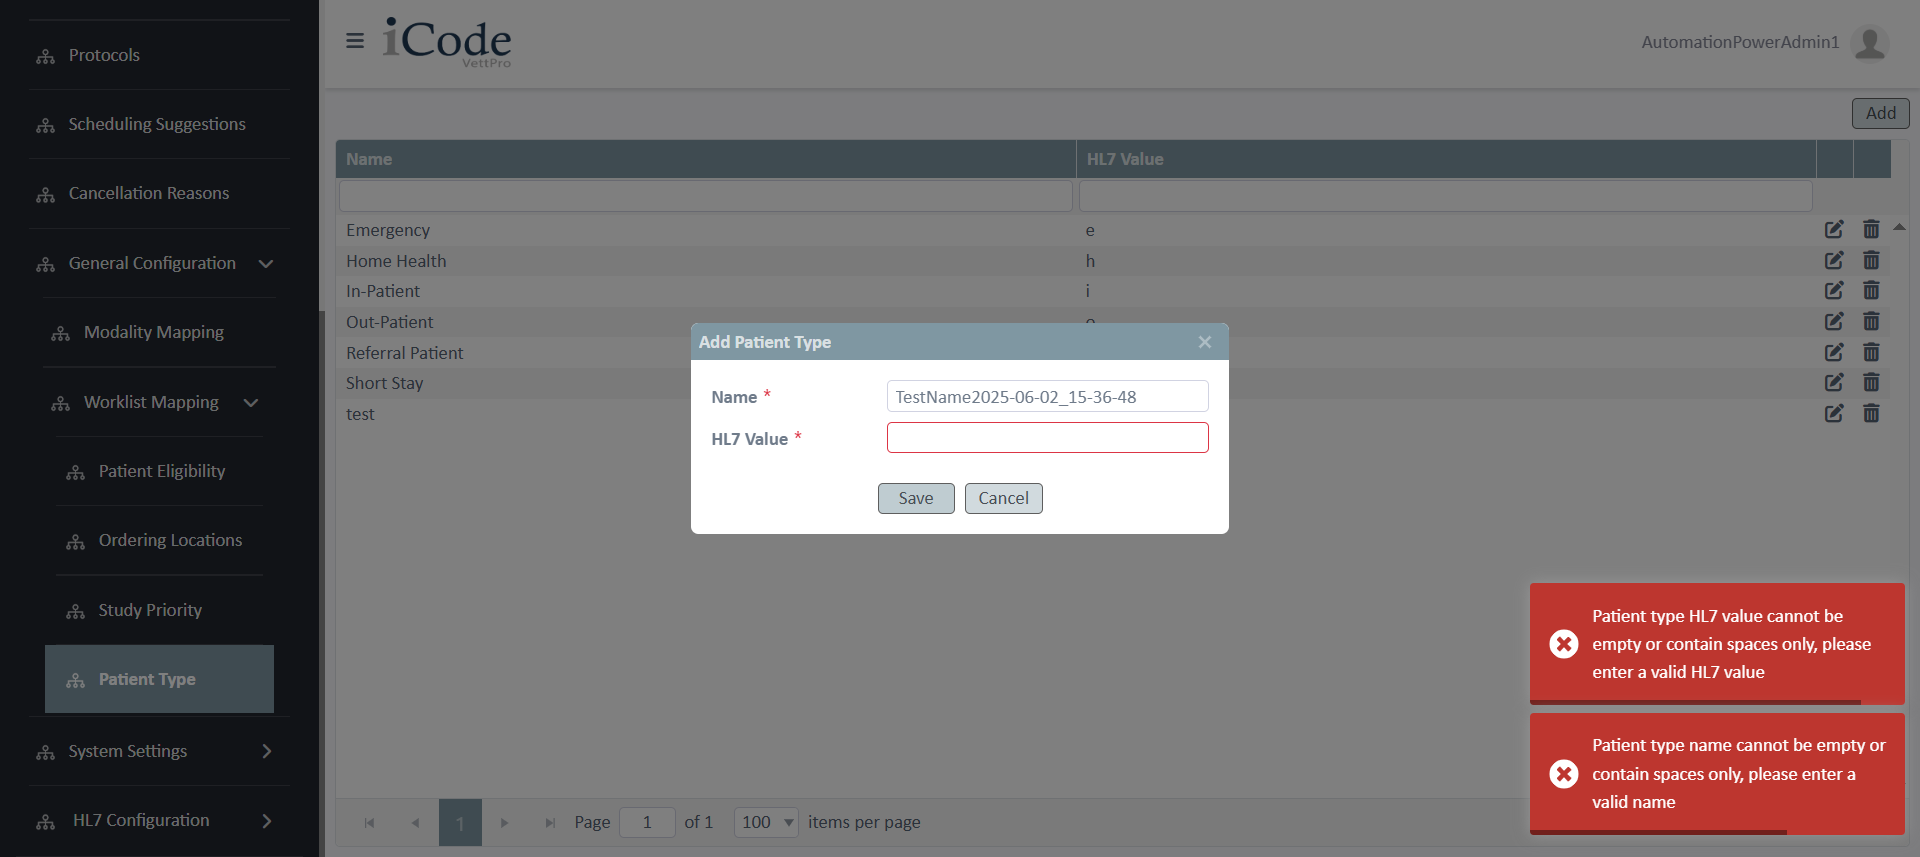 Protocols
Scheduling Suggestions
Cancellation Reasons
General Configuration
Modality Mapping
Worklist Mapping
Patient Eligibility
Ordering Locations
Study Priority
Patient Type
System Settings
HL7 Configuration
iCode
VettPro
AutomationPowerAdmin1
Add
Name HL7 Value
Emergency e
Home Health h
In-Patient i
Out-Patient
Referral Patient
Short Stay
test
Add Patient Type
Name *
TestName2025-06-02_15-36-48
HL7 Value *
Save Cancel
Patient type HL7 value cannot be
empty or contain spaces only, please
enter a valid HL7 value
Patient type name cannot be empty or
contain spaces only, please enter a
valid name
1 Page 1 of 1 100 items per page